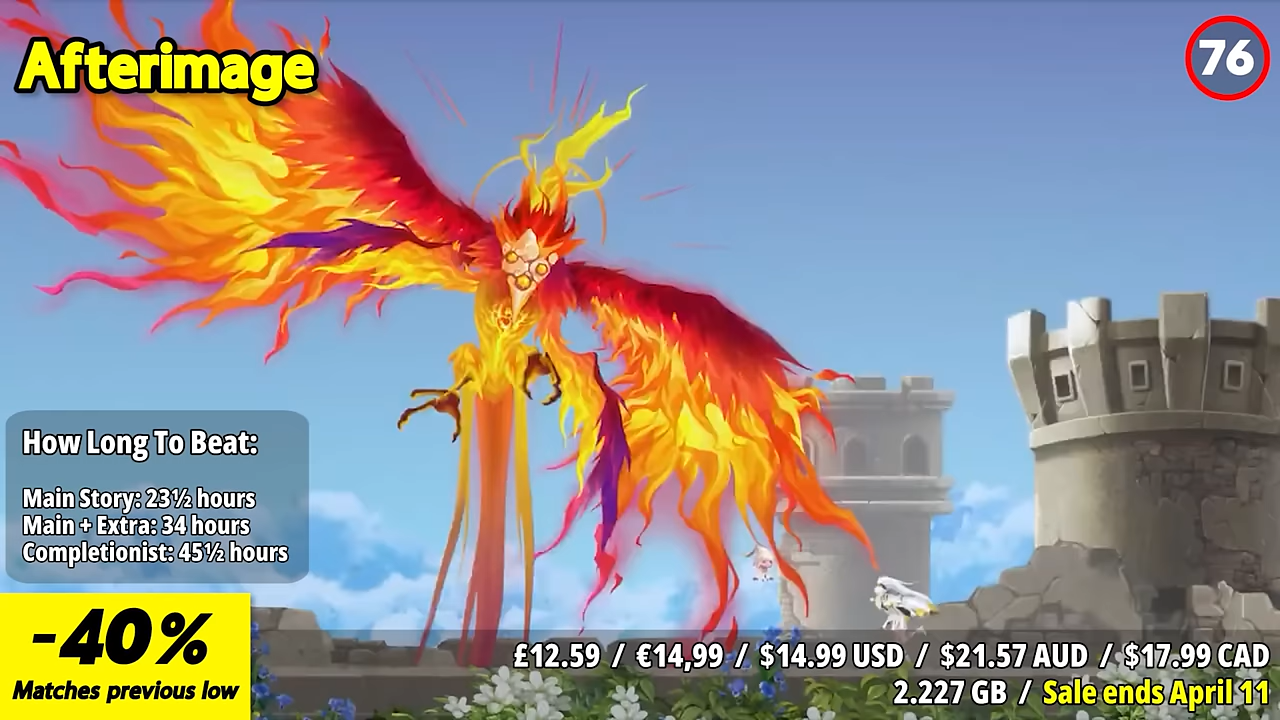 Afterimage
76
How Long To Beat:
Main Story: 23½ hours
Main + Extra: 34 hours
Completionist: 45½ hours
-40%
Matches previous low
£12.59 / €14,99 / $14.99 USD / $21.57 AUD / $17.99 CAD
2.227 GB / Sale ends April 11